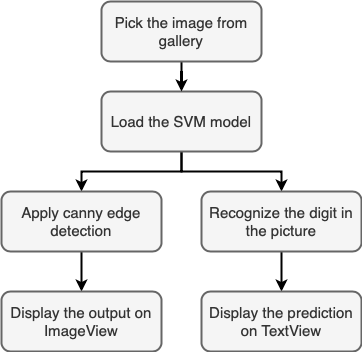 Pick the image from
gallery
Load the SVM model
Apply canny edge
detection
Recognize the digit in
the picture
Display the output on
ImageView
Display the prediction
on TextView